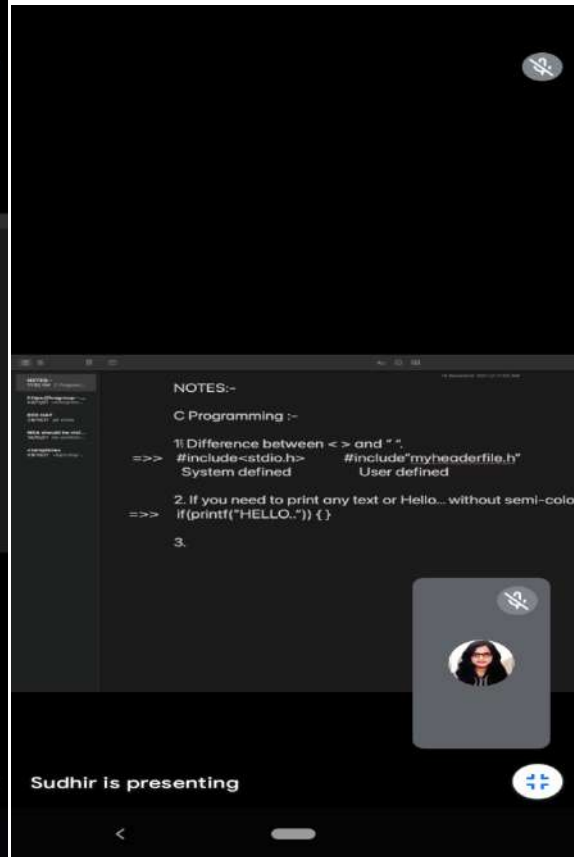 NOTES:-
NOTES:-
C Programming :-
1| Difference between < > and " ".
=>> #include<stdio.h> #include"myheaderfile.h"
System defined User defined
2. If you need to print any text or Hello... without semi-colo
=>> if(printf("HELLO..")) { }
3.
Sudhir is presenting